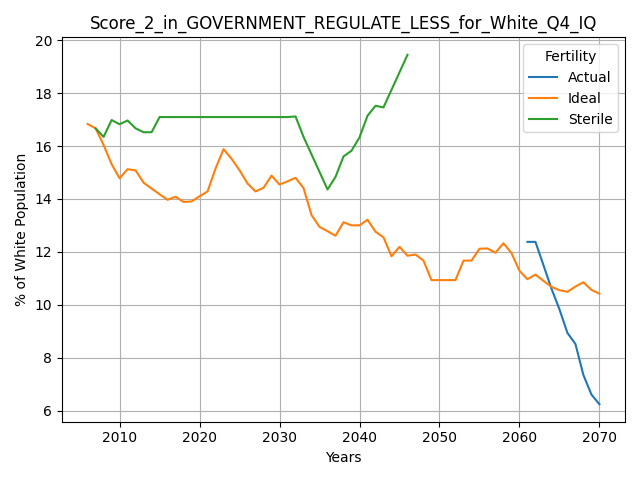 Score_2_in_GOVERNMENT_REGULATE_LESS_for_White_Q4_IQ
Fertility
Actual
Ideal
Sterile
% of White Population
20
18
16
14
12
10
8
6
2010 2020 2030 2040 2050 2060 2070
Years